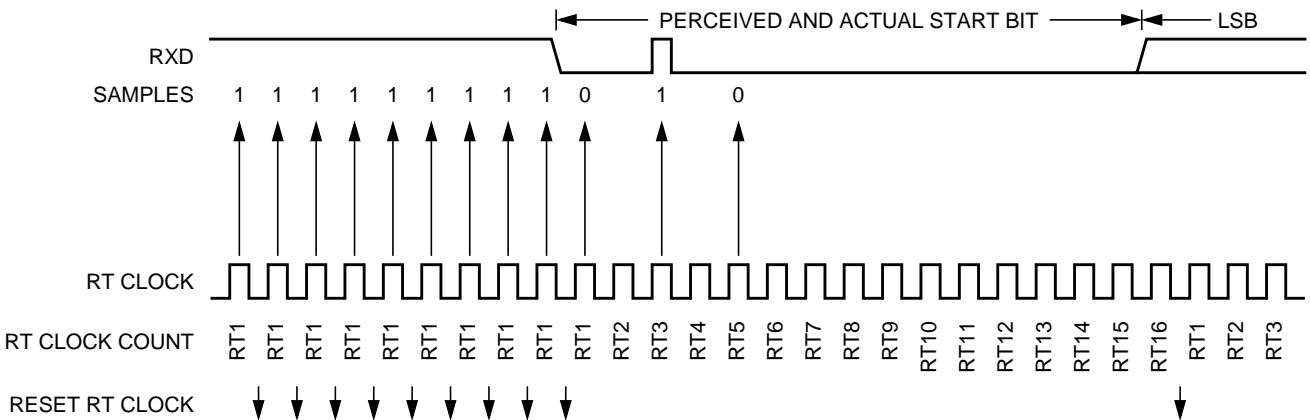 PERCEIVED AND ACTUAL START BIT LSB
RXD
SAMPLES 1 1 1 1 1 1 1 1 1 0 1 0
RT CLOCK
RT CLOCK COUNT RT1 RT1 RT1 RT1 RT1 RT1 RT1 RT1 RT1 RT1 RT2 RT3 RT4 RT5 RT6 RT7 RT8 RT9 RT10 RT11 RT12 RT13 RT14 RT15 RT16 RT1 RT2 RT3
RESET RT CLOCK